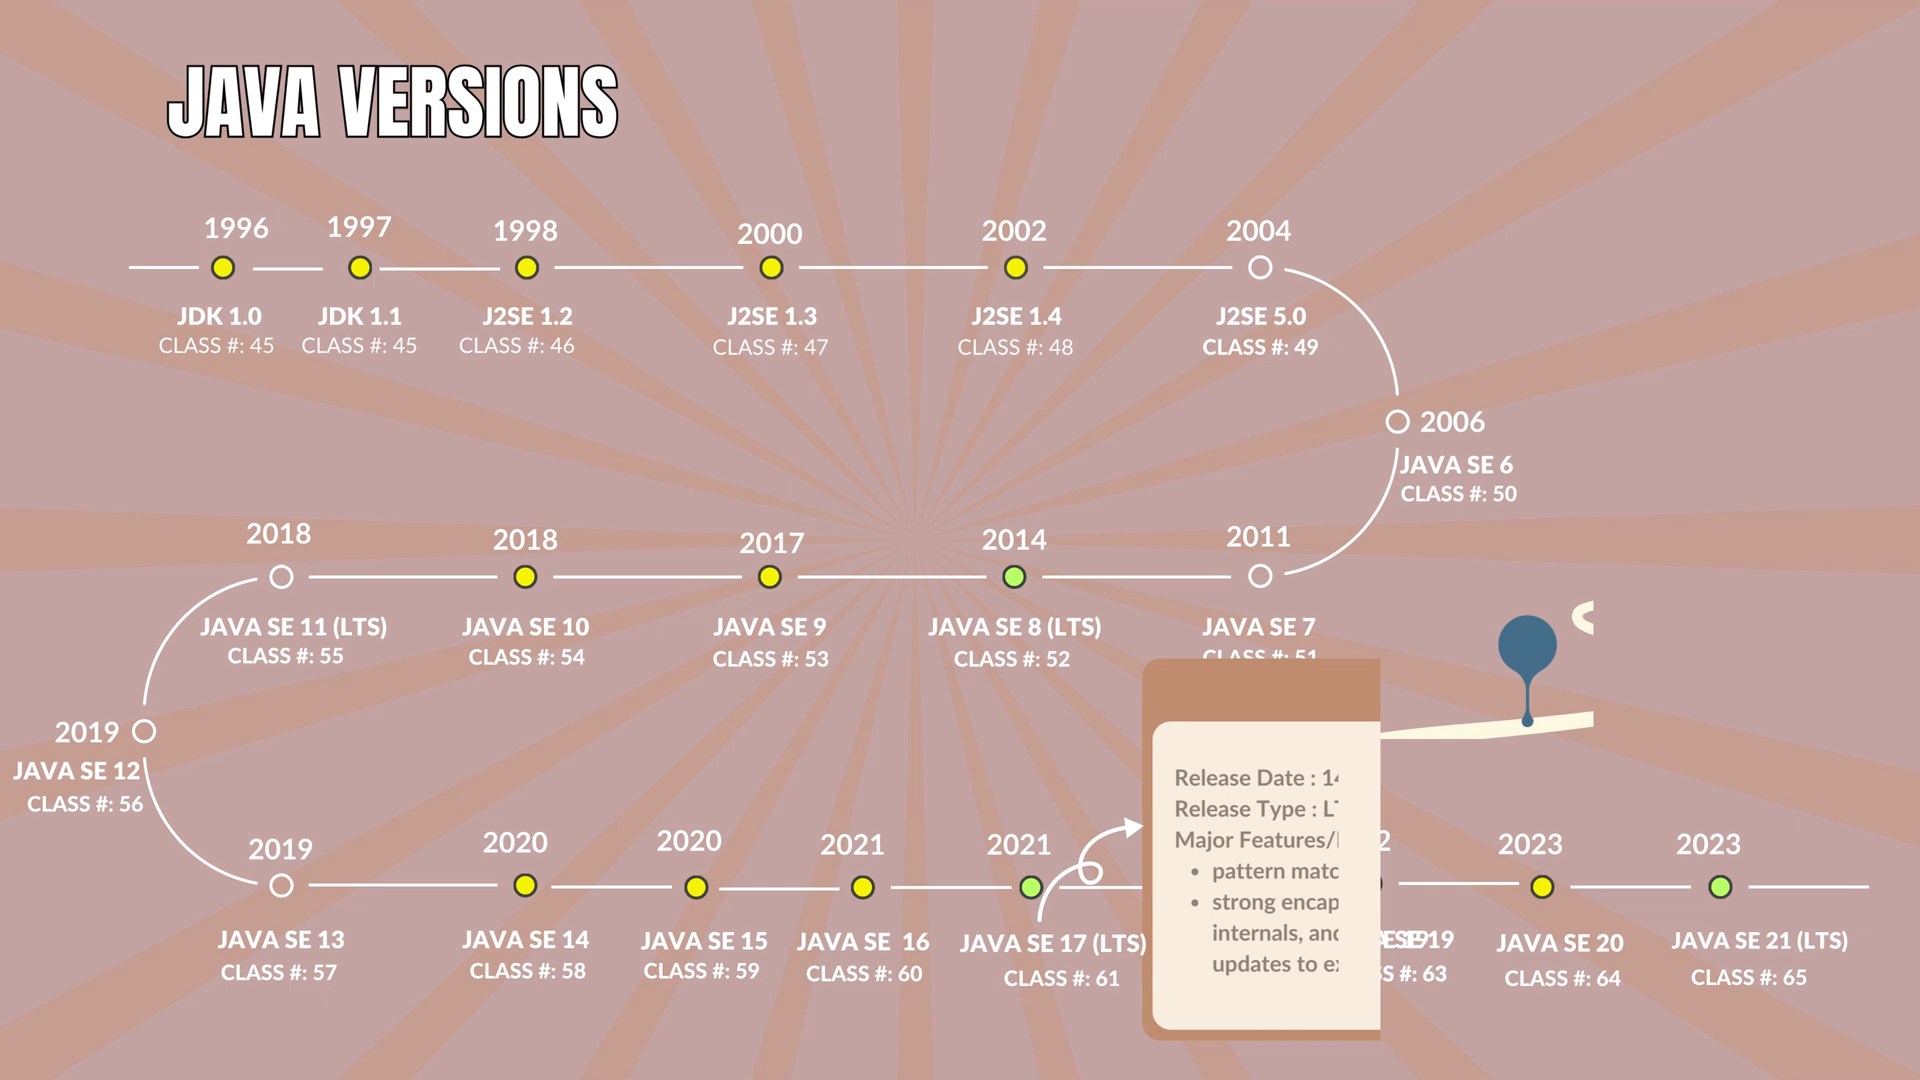 JAVA VERSIONS
1996
1997
1998
2000
2002
2004
JDK 1.0
JDK 1.1
J2SE 1.2
J2SE 1.3
J2SE 1.4
J2SE 5.0
CLASS #: 45
CLASS #: 45
CLASS #: 46
CLASS #: 47
CLASS #: 48
CLASS #: 49
2006
JAVA SE 6
CLASS #: 50
2018
2018
2017
2014
2011
JAVA SE 11 (LTS)
JAVA SE 10
JAVA SE 9
JAVA SE 8 (LTS)
JAVA SE 7
CLASS #: 55
CLASS #: 54
CLASS #: 53
CLASS #: 52
CLASS #: 51
2019
JAVA SE 12
CLASS #: 56
Release Date : 14
Release Type :
Major Features/
pattern matc
strong encap
internals, and
updates to
2019
2020
2020
2021
2021
2
2023
2023
JAVA SE 13
JAVA SE 14
JAVA SE 15
JAVA SE 16
JAVA SE 17 (LTS)
19
JAVA SE 20
JAVA SE 21 (LTS)
CLASS #: 57
CLASS #: 58
CLASS #: 59
CLASS #: 60
CLASS #: 61
S #: 63
CLASS #: 64
CLASS #: 65